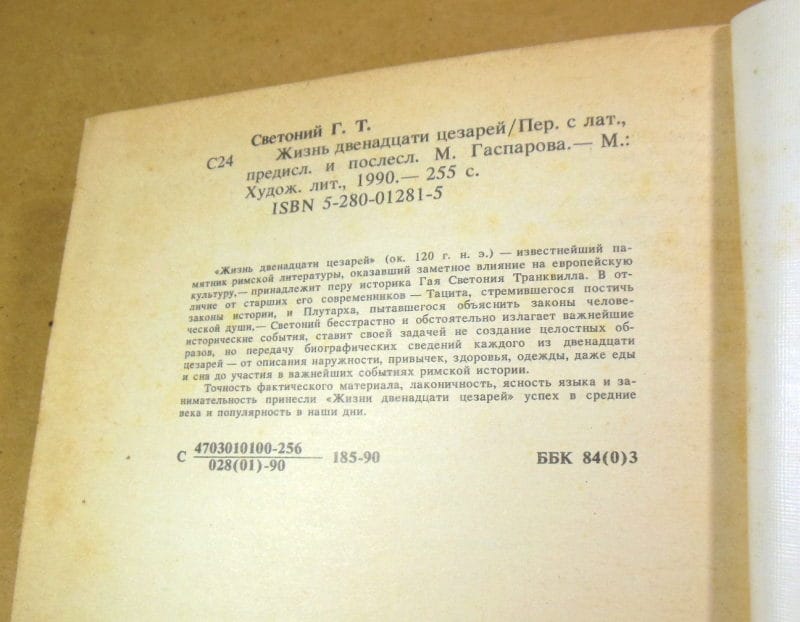 Светоний Г. Т.
С24 Жизнь двенадцати цезарей/Пер. с лат.,
предисл. и послесл. М. Гаспарова.— М.:
Худож. лит., 1990.— 255 с.
ISBN 5-280-01281-5
«Жизнь двенадцати цезарей» (ок. 120 г. н. э.) — известнейший па-
мятник римской литературы, оказавший заметное влияние на европейскую
культуру,— принадлежит перу историка Гая Светония Транквилла. В от-
личие от старших его современников — Тацита, стремившегося постичь
законы истории, и Плутарха, пытавшегося объяснить законы челове-
ческой души,— Светоний бесстрастно и обстоятельно излагает важнейшие
исторические события, ставит своей задачей не создание целостных об-
разов, но передачу биографических сведений каждого из двенадцати
цезарей — от описания наружности, привычек, здоровья, одежды, даже еды
и сна до участия в важнейших событиях римской истории.
Точность фактического материала, лаконичность, ясность языка и за-
нимательность принесли «Жизни двенадцати цезарей» успех в средние
века и популярность в наши дни.
С 4703010100-256
028(01)-90 185-90 ББК 84(0)3